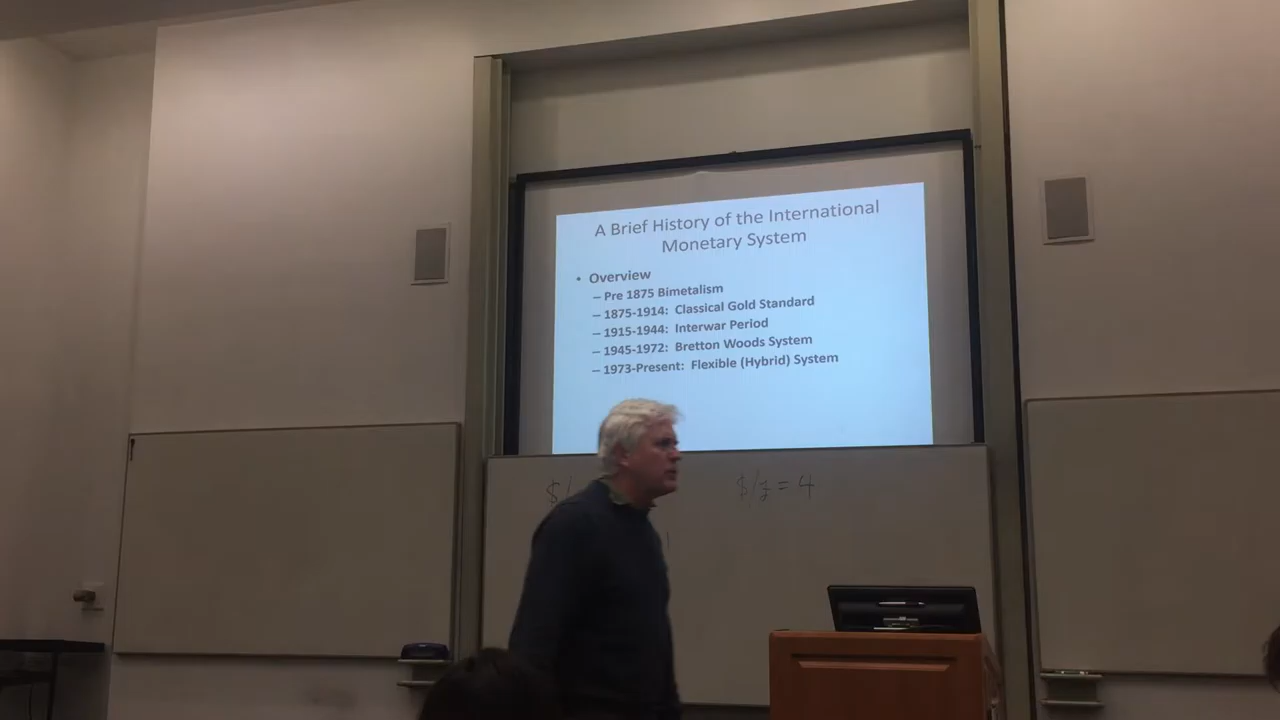 A Brief History of the International
Monetary System
• Overview
– Pre 1875 Bimetalism
– 1875-1914: Classical Gold Standard
– 1915-1944: Interwar Period
– 1945-1972: Bretton Woods System
– 1973-Present: Flexible (Hybrid) System
$/ = 4